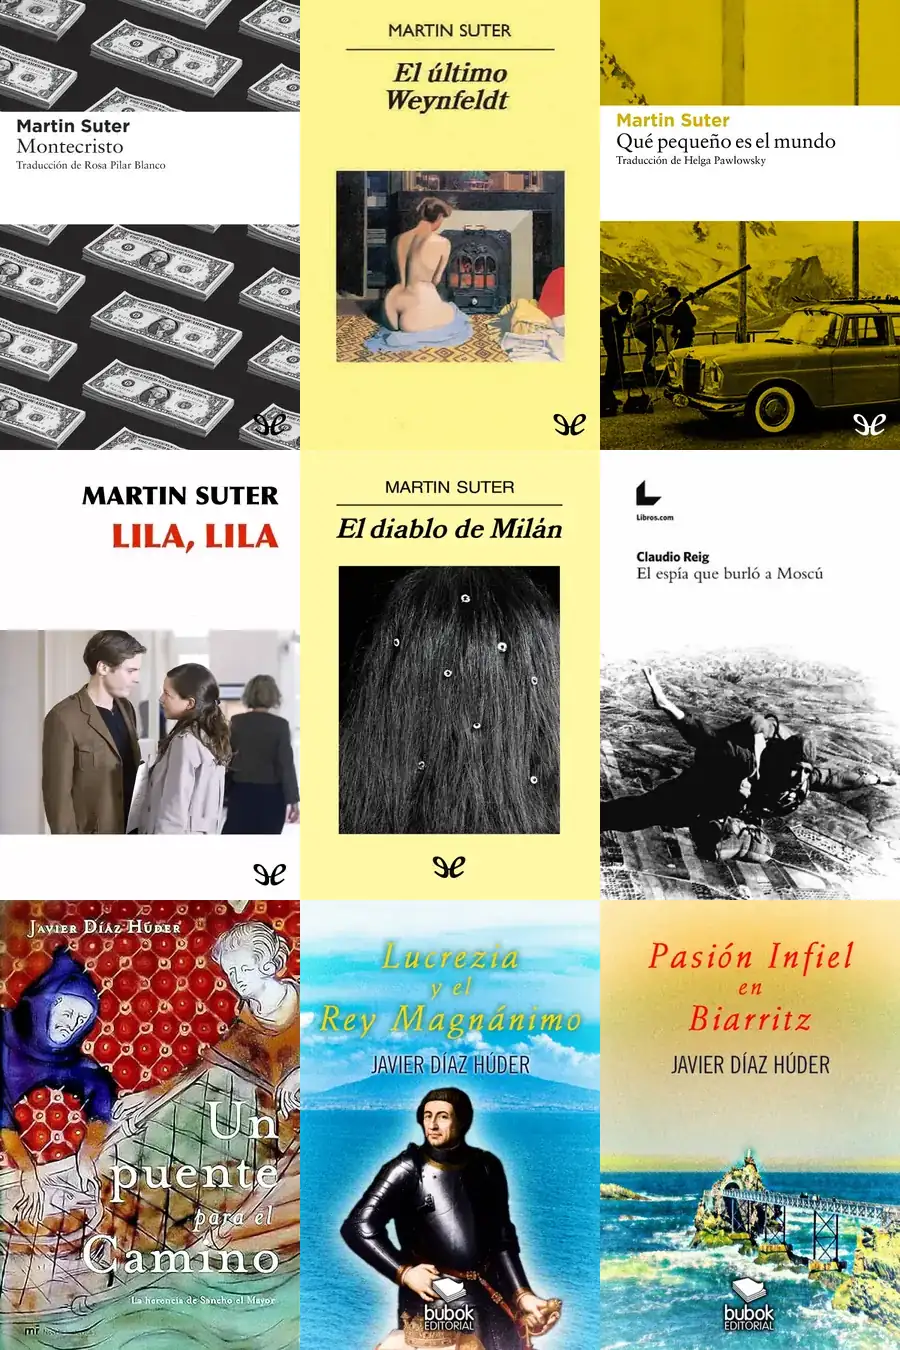 Martin Suter
Montecristo
Traducción de Rosa Pilar Blanco
MARTIN SUTER
El último
Weynfeldt
Martin Suter
Qué pequeño es el mundo
Traducción de Helga Pawlowsky
MARTIN SUTER
LILA, LILA
MARTIN SUTER
El diablo de Milán
Libros.com
Claudio Reig
El espía que burló a Moscú
JAVIER DÍAZ HÚDER
Un
puente
para el
Camino
La herencia de Sancho el Mayor
mr
Lucrezia
y el
Rey Magnánimo
JAVIER DÍAZ HÚDER
bubok
EDITORIAL
Pasión Infiel
en
Biarritz
JAVIER DÍAZ HÚDER
bubok
EDITORIAL